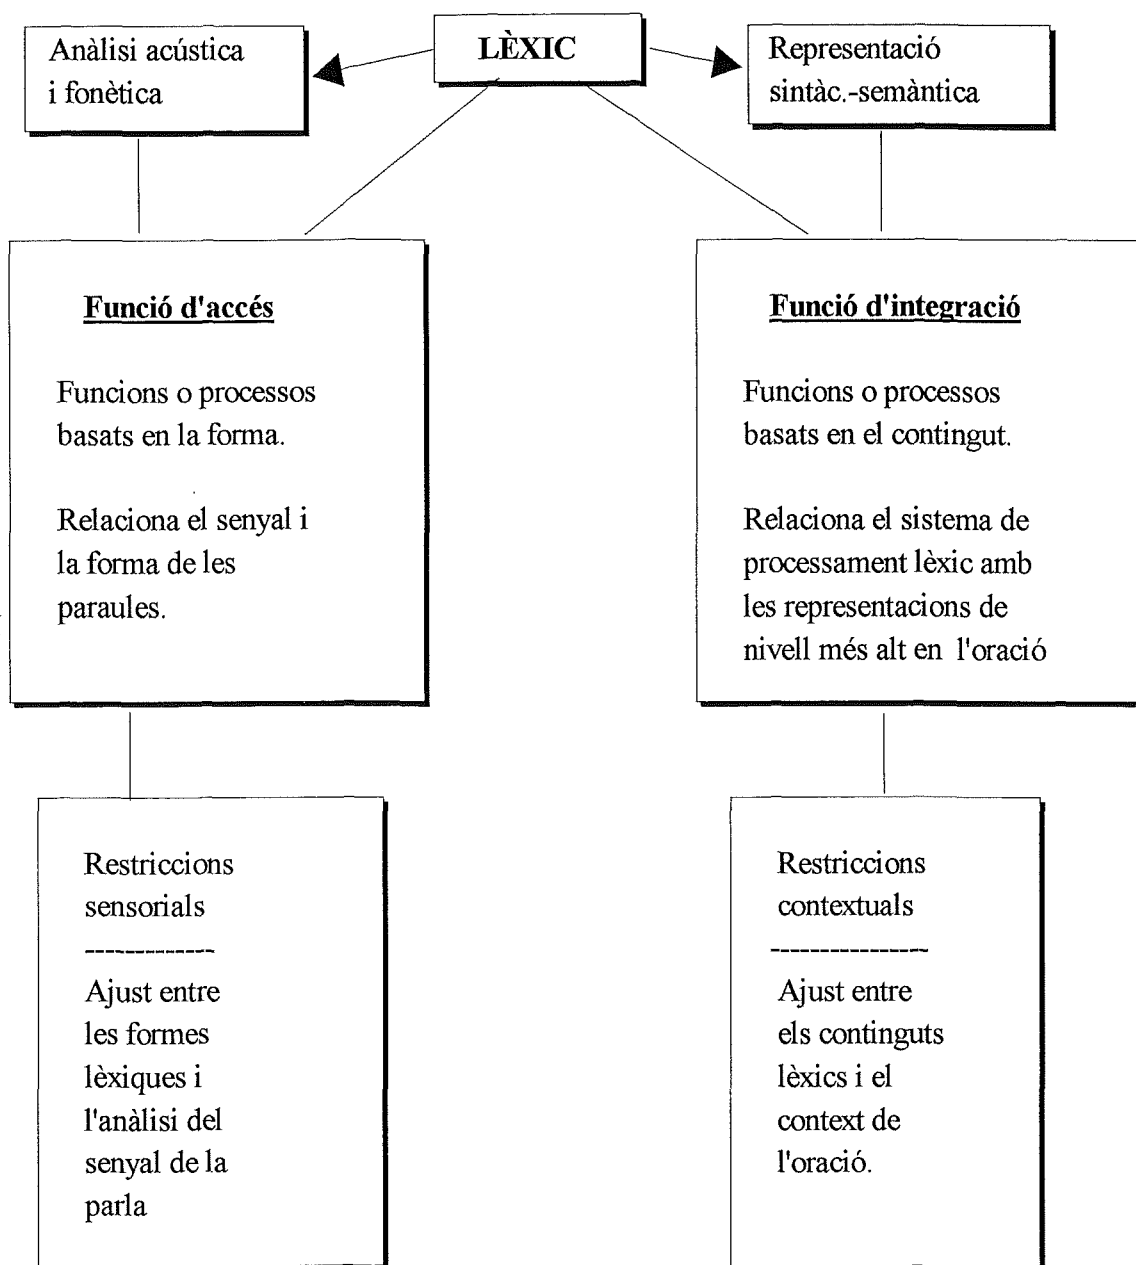 Anàlisi acústica
i fonètica
LÈXIC
Representació
sintàc.-semàntica
Funció d'accés
Funcions o processos
basats en la forma.
Relaciona el senyal i
la forma de les
paraules.
Funció d'integració
Funcions o processos
basats en el contingut.
Relaciona el sistema de
processament lèxic amb
les representacions de
nivell més alt en l'oració
Restriccions
sensorials
-------------
Ajust entre
les formes
lèxiques i
l'anàlisi del
senyal de la
parla
Restriccions
contextuals
----------------
Ajust entre
els continguts
lèxics i el
context de
l'oració.